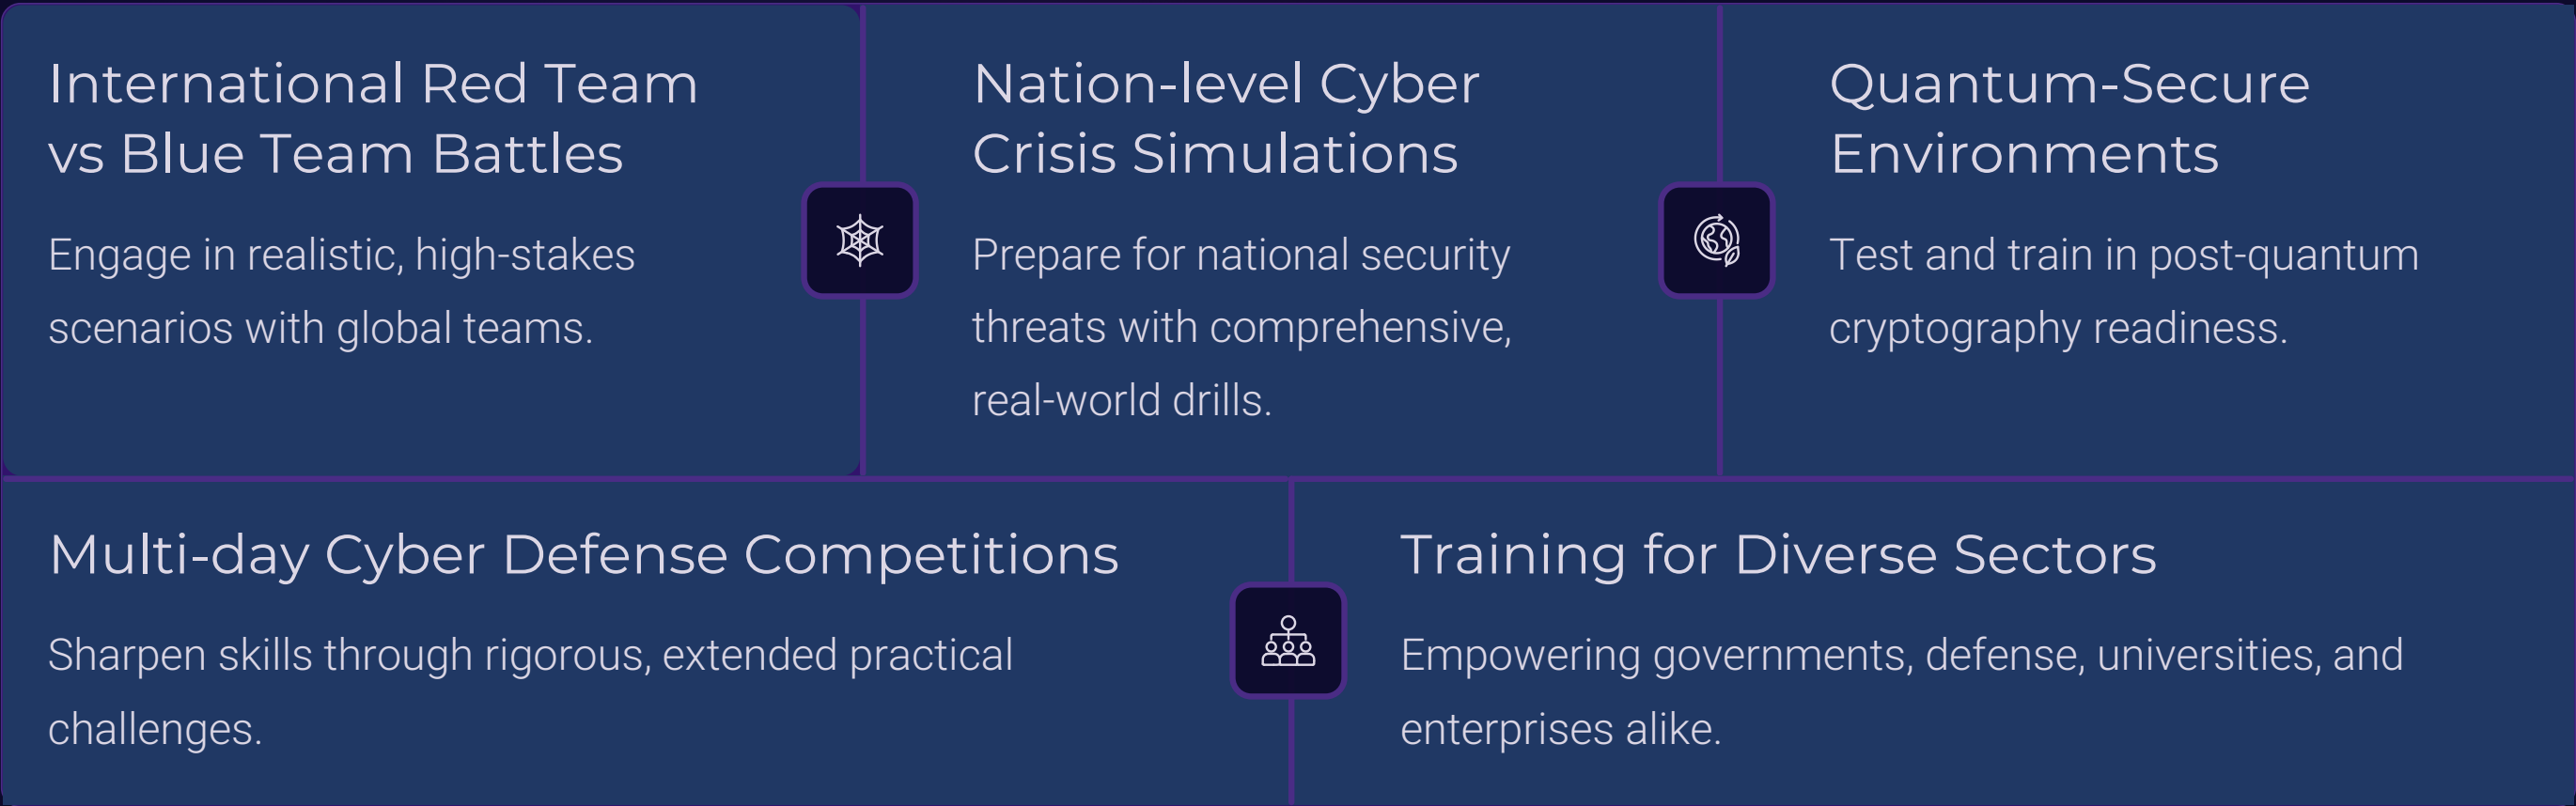 International Red Team
vs Blue Team Battles
Engage in realistic, high-stakes
scenarios with global teams.
Nation-level Cyber
Crisis Simulations
Prepare for national security
threats with comprehensive,
real-world drills.
Quantum-Secure
Environments
Test and train in post-quantum
cryptography readiness.
Multi-day Cyber Defense Competitions
Sharpen skills through rigorous, extended practical
challenges.
Training for Diverse Sectors
Empowering governments, defense, universities, and
enterprises alike.